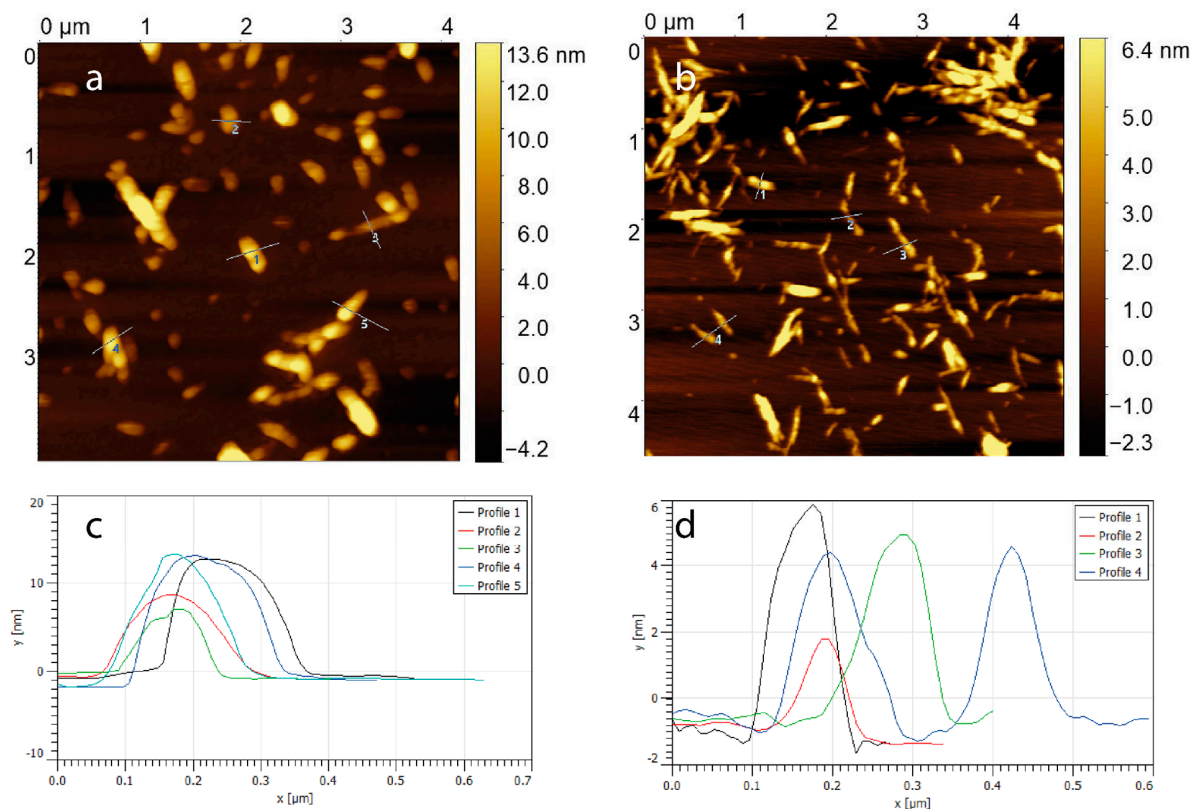 0 µm 1 2 3
0 µm 1 2 3 4
a
b
0
1
2
3
13.6 nm
12.0
10.0
8.0
6.0
4.0
2.0
0.0
−4.2
2
3
1
5
4
0
1
2
3
4
6.4 nm
5.0
4.0
3.0
2.0
1.0
0.0
−1.0
−2.3
1
2
3
4
c
20
10
0
-10
y [nm]
Profile 1
Profile 2
Profile 3
Profile 4
Profile 5
0.0 0.1 0.2 0.3 0.4 0.5 0.6 0.7
x [µm]
d
6
4
2
0
-2
y [nm]
Profile 1
Profile 2
Profile 3
Profile 4
0.0 0.1 0.2 0.3 0.4 0.5 0.6
x [µm]